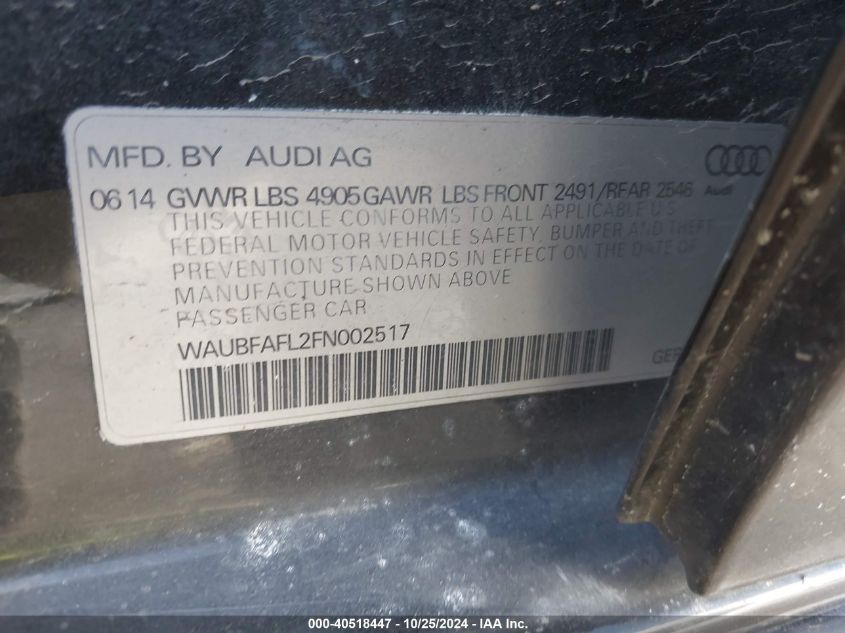 MFD. BY AUDI AG
06 14 GVWR LBS 4905 GAWR LBS FRONT 2491/REAR 2546
Audi
THIS VEHICLE CONFORMS TO ALL APPLICABLE U.S.
FEDERAL MOTOR VEHICLE SAFETY, BUMPER AND THEFT
PREVENTION STANDARDS IN EFFECT ON THE DATE OF
MANUFACTURE SHOWN ABOVE
PASSENGER CAR
WAUBFAFL2FN002517
GER
000-40518447 - 10/25/2024 - IAA Inc.